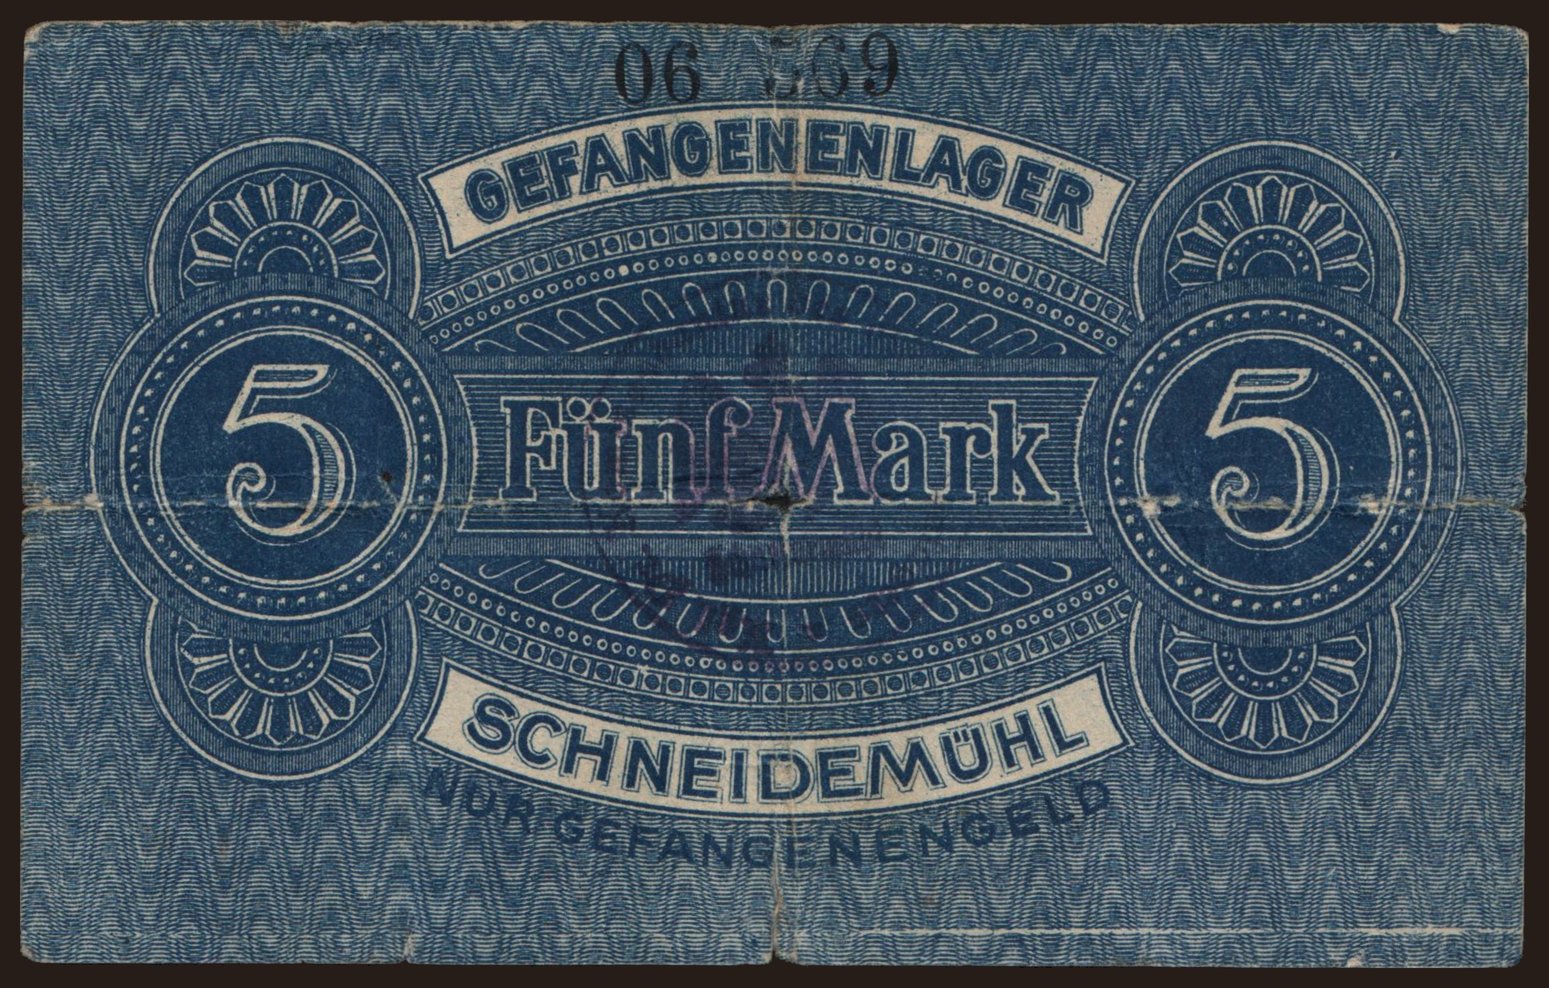 06 569
GEFANGENENLAGER
5 Fünf Mark 5
SCHNEIDEMÜHL
NUR GEFANGENENGELD